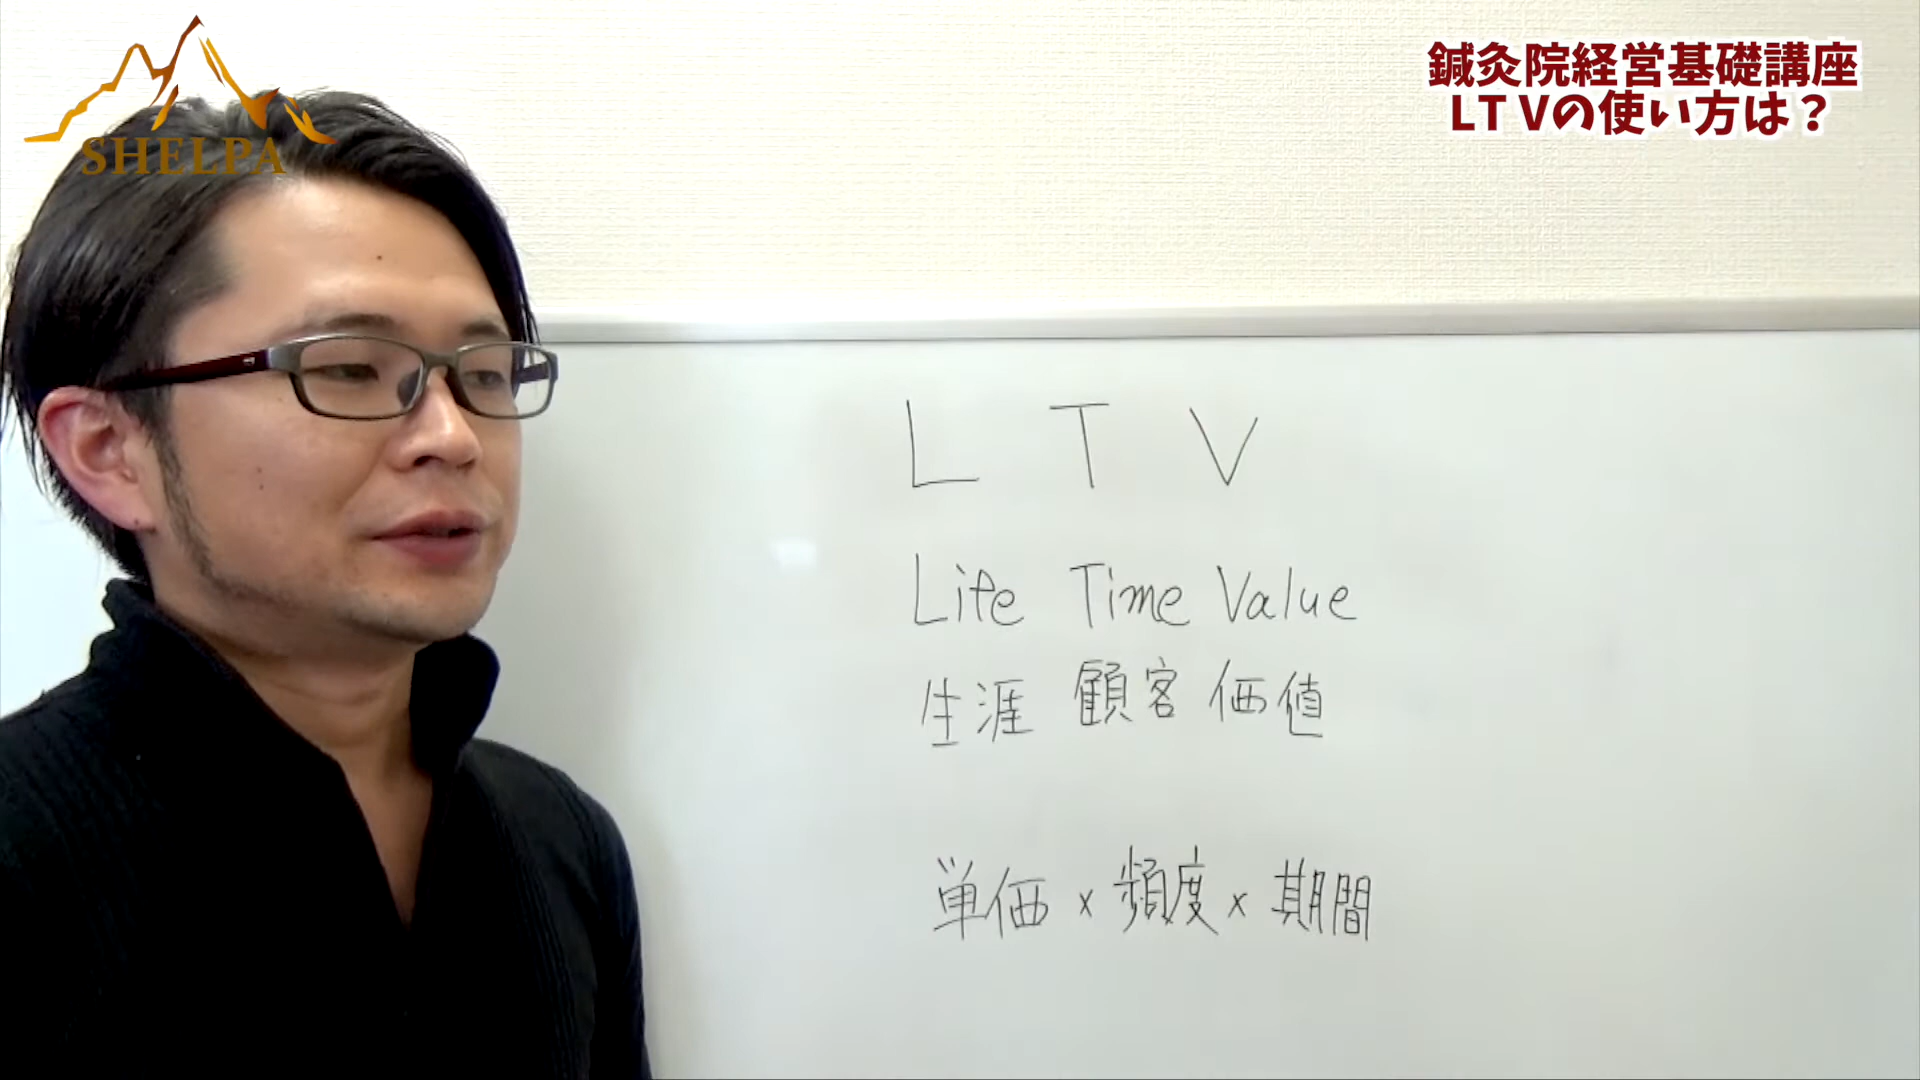 SHELPA
鍼灸院経営基礎講座
LTVの使い方は？
L T V
Life Time Value
生涯 顧客 価値
単価 × 頻度 × 期間